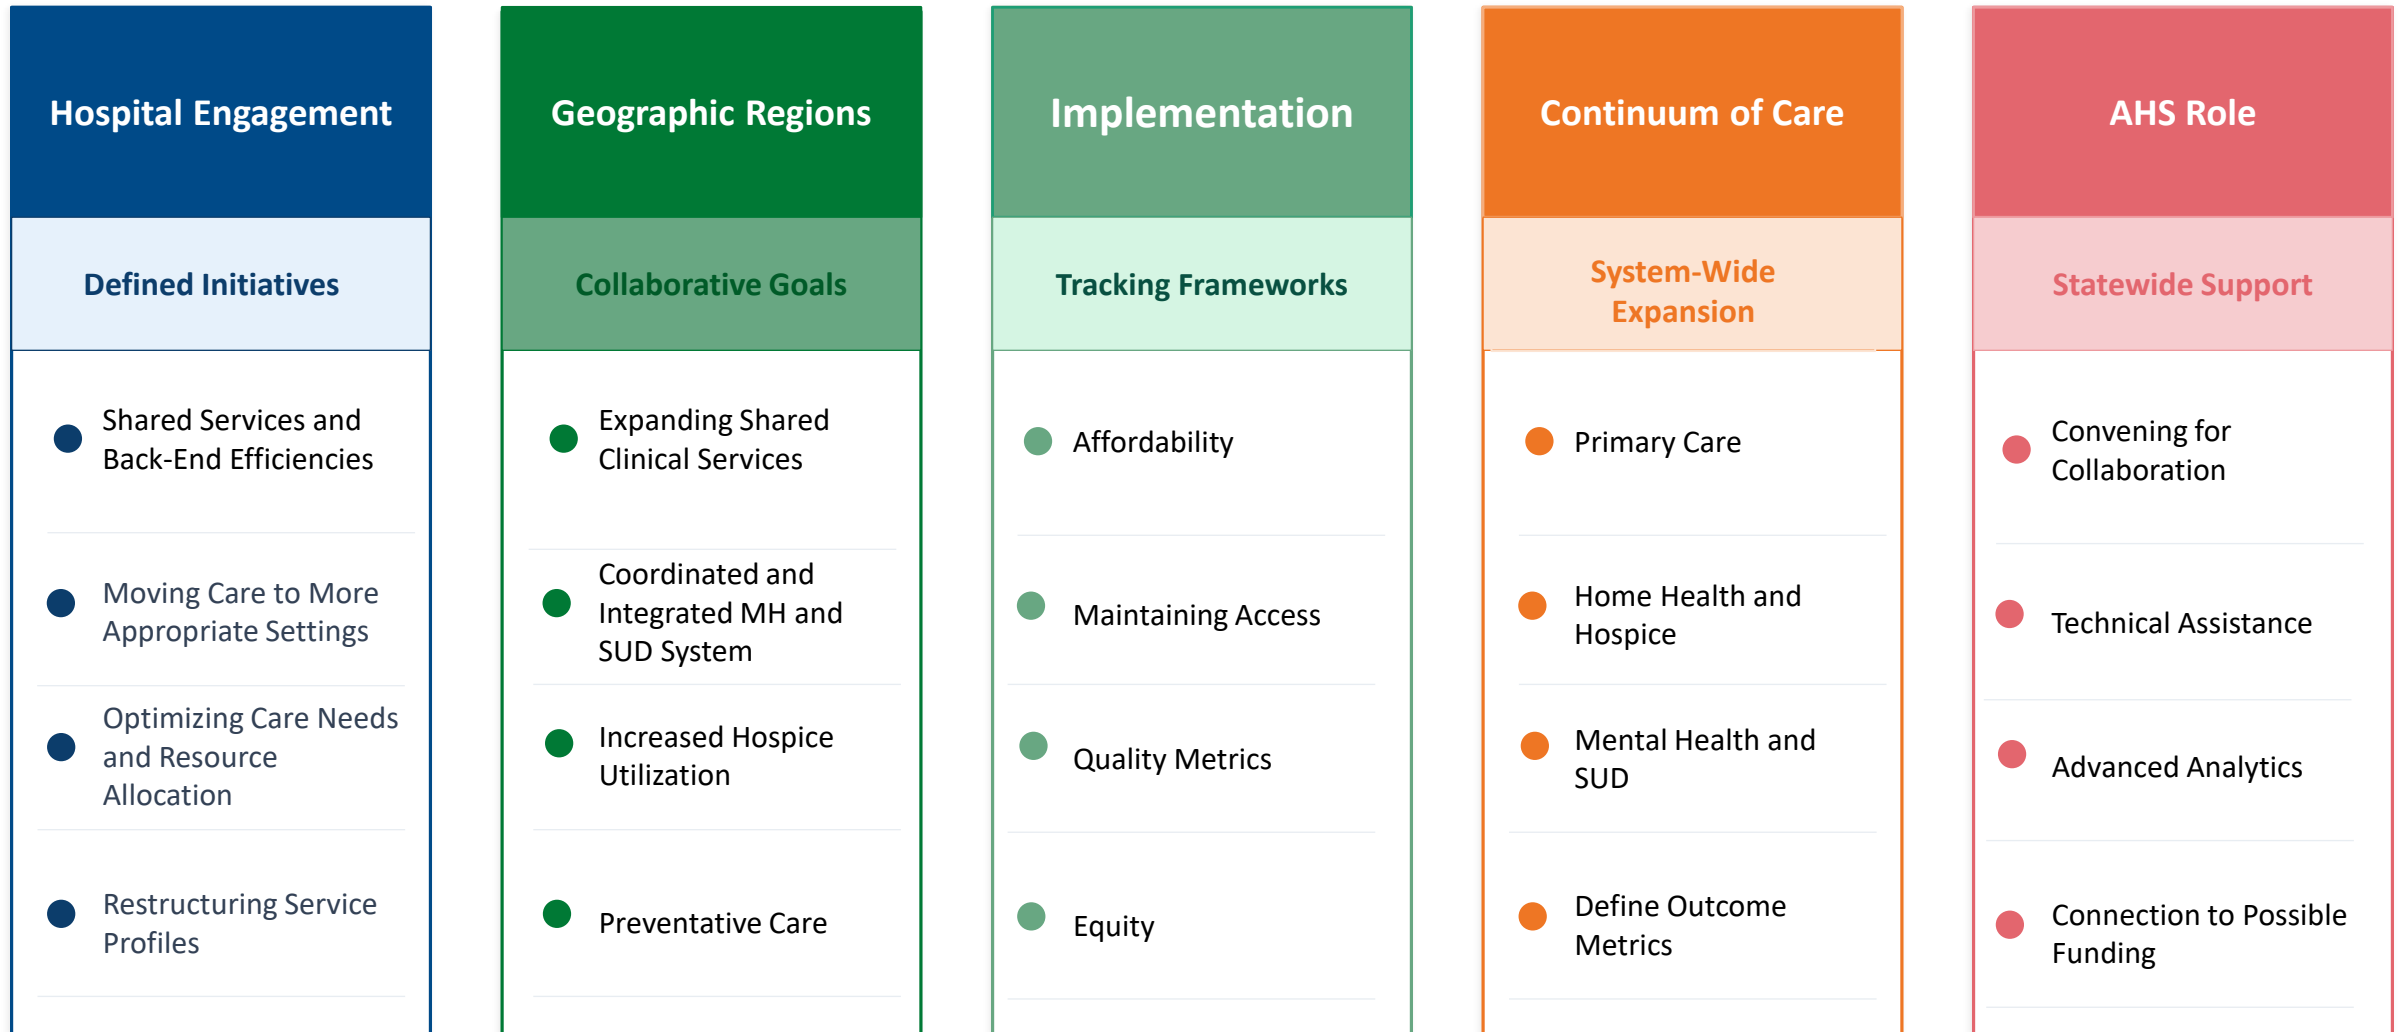 Hospital Engagement
Defined Initiatives
Shared Services and
Back-End Efficiencies
Moving Care to More
Appropriate Settings
Optimizing Care Needs
and Resource
Allocation
Restructuring Service
Profiles
Geographic Regions
Collaborative Goals
Expanding Shared
Clinical Services
Coordinated and
Integrated MH and
SUD System
Increased Hospice
Utilization
Preventative Care
Implementation
Tracking Frameworks
Affordability
Maintaining Access
Quality Metrics
Equity
Continuum of Care
System-Wide
Expansion
Primary Care
Home Health and
Hospice
Mental Health and
SUD
Define Outcome
Metrics
AHS Role
Statewide Support
Convening for
Collaboration
Technical Assistance
Advanced Analytics
Connection to Possible
Funding